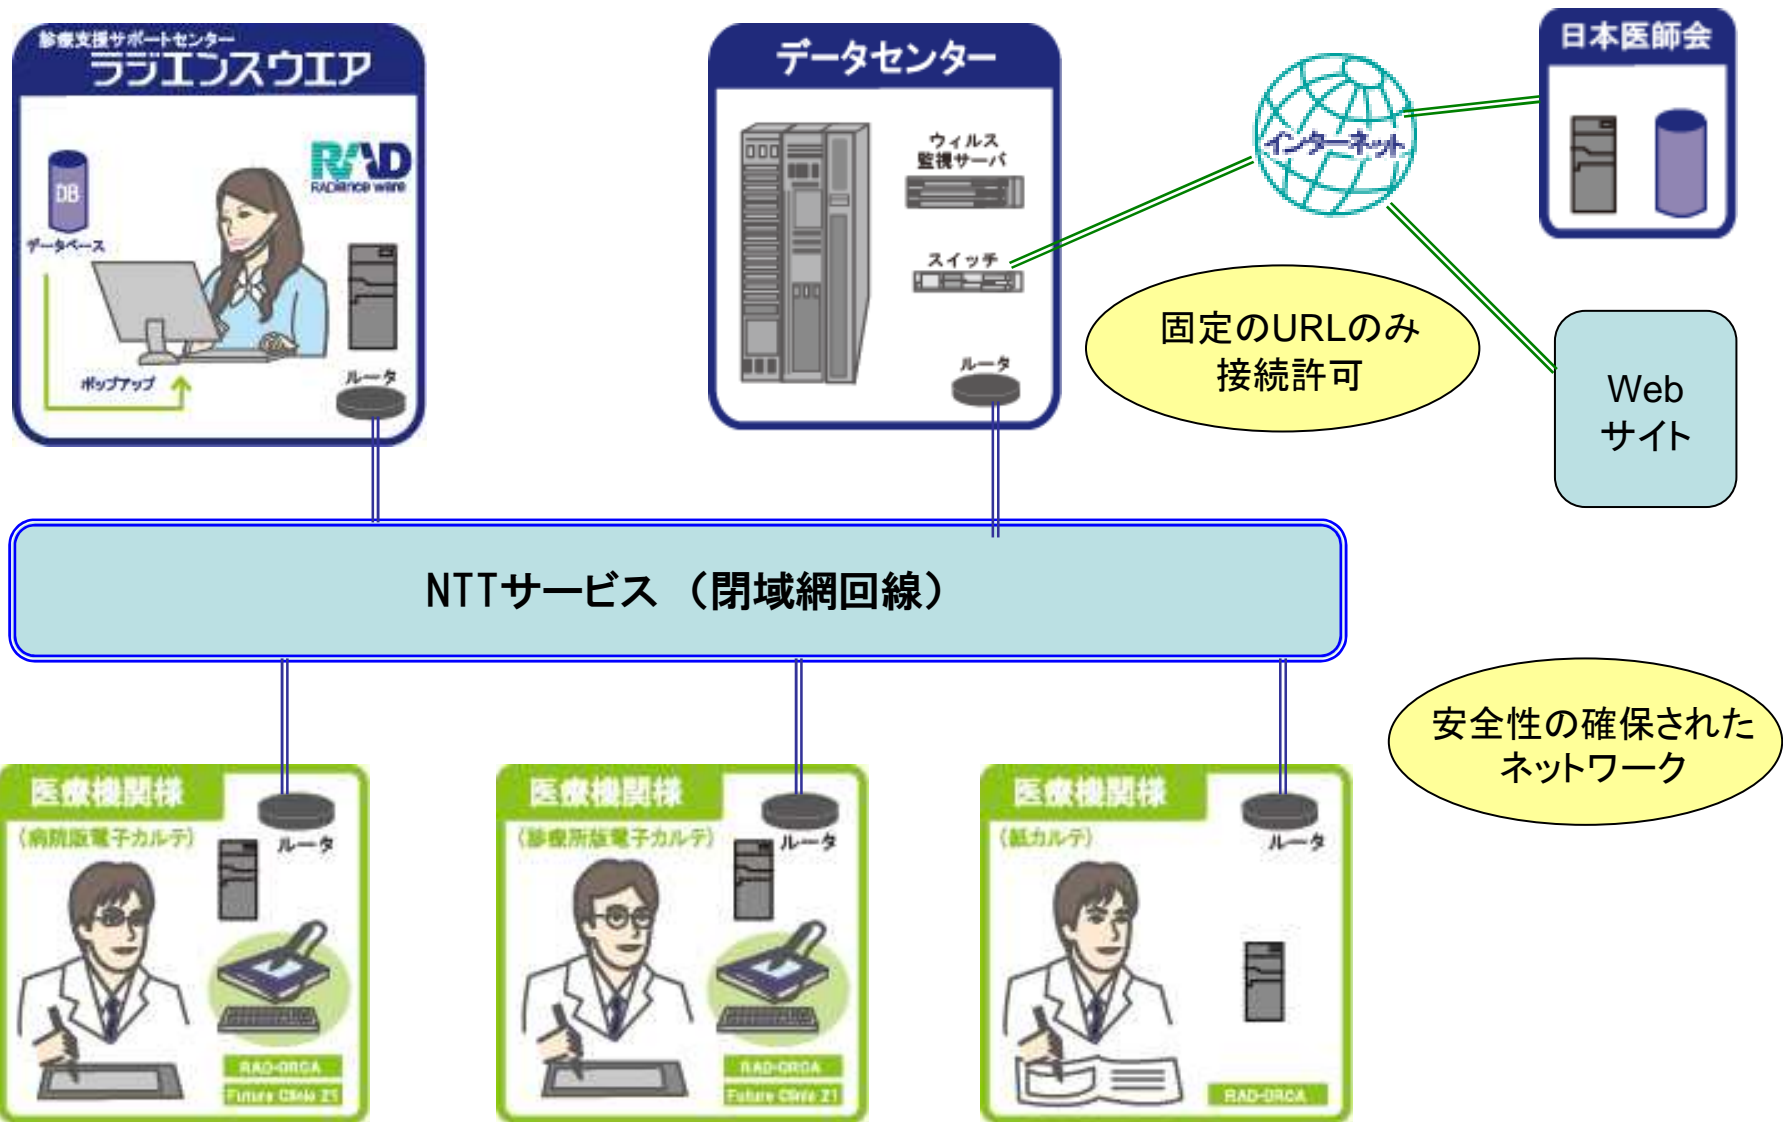 診療支援サポートセンター
ラジエンスウエア
RAD
RADiance ware
DB
データベース
ポップアップ
ルータ
データセンター
ウィルス
監視サーバ
スイッチ
ルータ
インターネット
日本医師会
固定のURLのみ
接続許可
Web
サイト
NTTサービス （閉域網回線）
安全性の確保された
ネットワーク
医療機関様
（病院版電子カルテ）
ルータ
RAD-ORCA
Future Clinic 21
医療機関様
（診療所版電子カルテ）
ルータ
RAD-ORCA
Future Clinic 21
医療機関様
（紙カルテ）
ルータ
RAD-ORCA